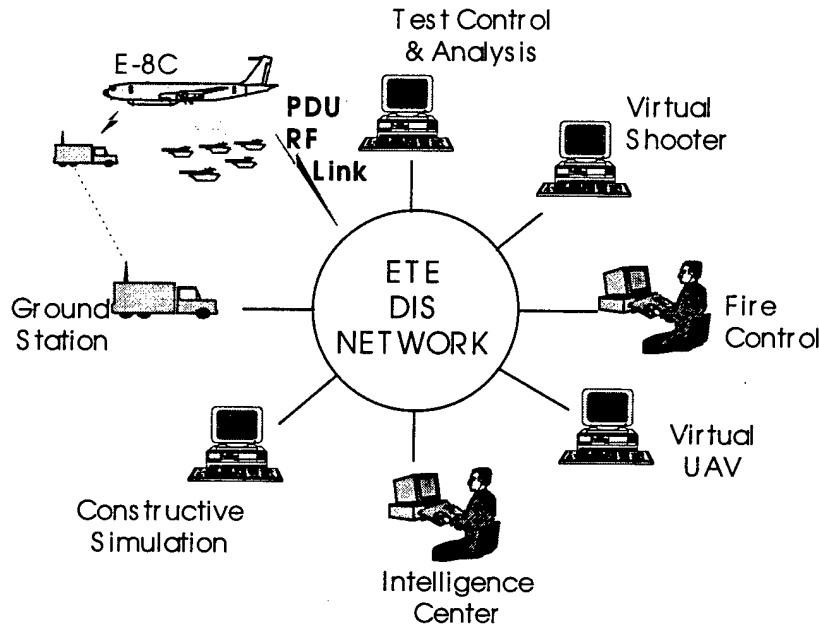 Test Control
& Analysis
E-8C
PDU
RF
Link
Virtual
Shooter
ETE
DIS
NETWORK
Ground
Station
Fire
Control
Virtual
UAV
Constructive
Simulation
Intelligence
Center